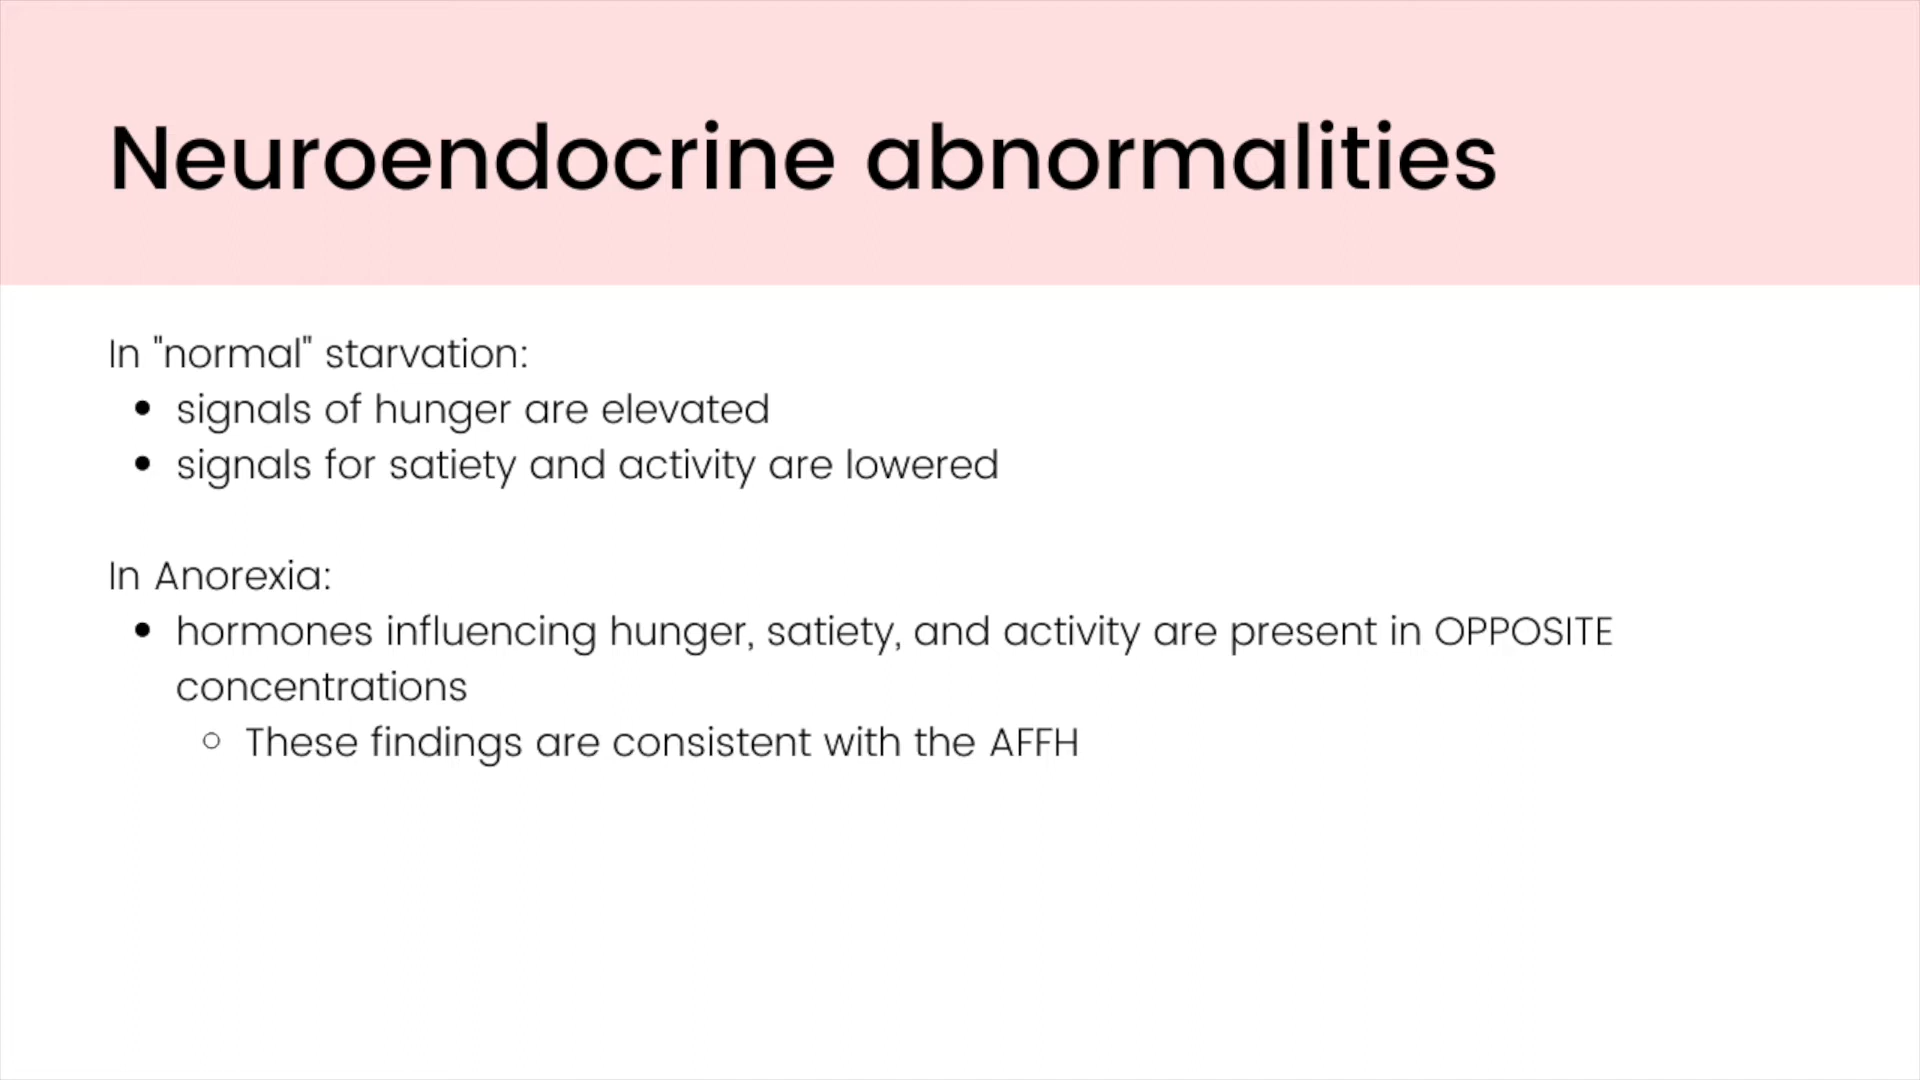 Neuroendocrine abnormalities
In "normal" starvation:
• signals of hunger are elevated
• signals for satiety and activity are lowered
In Anorexia:
• hormones influencing hunger, satiety, and activity are present in OPPOSITE
concentrations
○ These findings are consistent with the AFFH